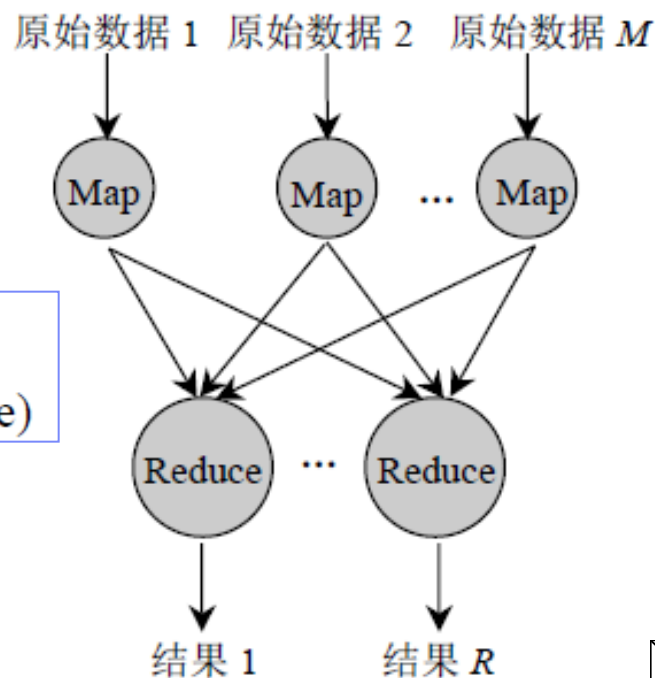 原始数据 1 原始数据 2 原始数据 M
Map Map ... Map
e)
Reduce ... Reduce
结果 1 结果 R